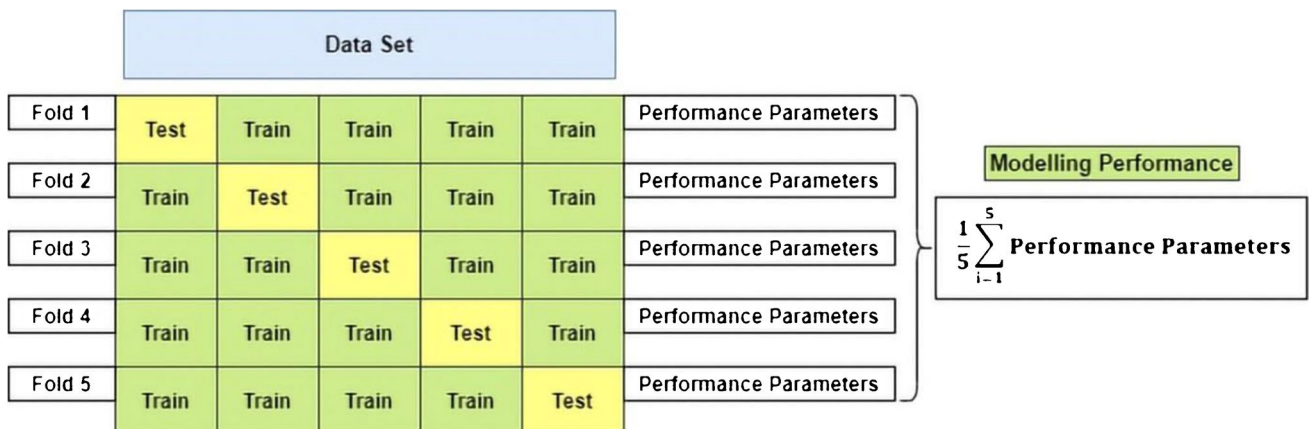 Data Set
Fold 1
Test Train Train Train Train
Performance Parameters
Fold 2
Train Test Train Train Train
Performance Parameters
Fold 3
Train Train Test Train Train
Performance Parameters
Fold 4
Train Train Train Test Train
Performance Parameters
Fold 5
Train Train Train Train Test
Performance Parameters
Modelling Performance
5
1/5 ∑ Performance Parameters
i-1